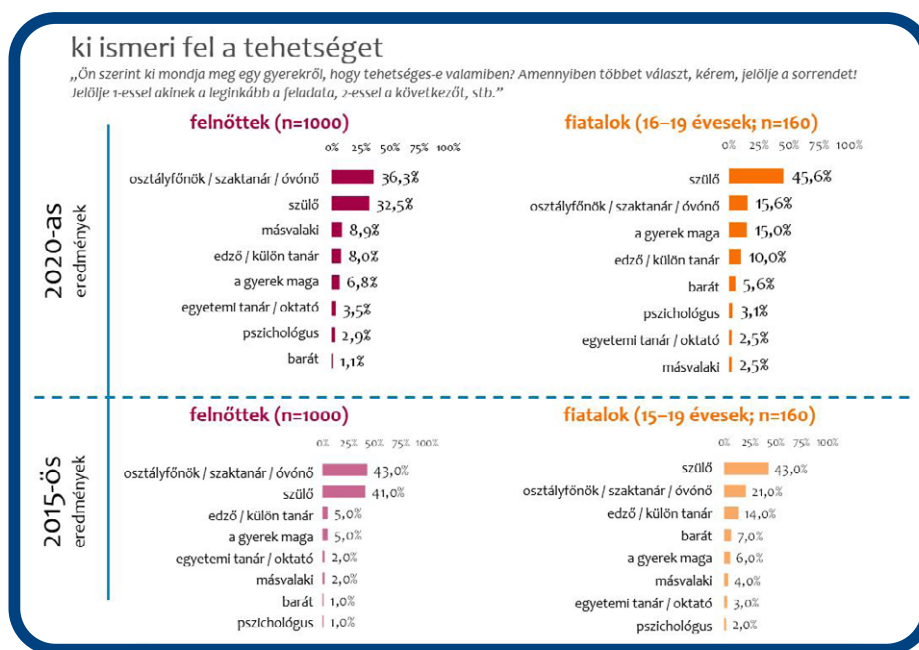 ki ismeri fel a tehetséget
„Ön szerint ki mondja meg egy gyerekről, hogy tehetséges-e valamiben? Amennyiben többet választ, kérem, jelölje a sorrendet!
Jelölje 1-essel akinek a leginkább a feladata, 2-essel a következőt, stb.”
2020-as
eredmények
felnőttek (n=1000)
0% 25% 50% 75% 100%
osztályfőnök / szaktanár / óvónő 36,3%
szülő 32,5%
másvalaki 8,9%
edző / külön tanár 8,0%
a gyerek maga 6,8%
egyetemi tanár / oktató 3,5%
pszichológus 2,9%
barát 1,1%
fiatalok (16–19 évesek; n=160)
0% 25% 50% 75% 100%
szülő 45,6%
osztályfőnök / szaktanár / óvónő 15,6%
a gyerek maga 15,0%
edző / külön tanár 10,0%
barát 5,6%
pszichológus 3,1%
egyetemi tanár / oktató 2,5%
másvalaki 2,5%
2015-ös
eredmények
felnőttek (n=1000)
0% 25% 50% 75% 100%
osztályfőnök / szaktanár / óvónő 43,0%
szülő 41,0%
edző / külön tanár 5,0%
a gyerek maga 5,0%
egyetemi tanár / oktató 2,0%
másvalaki 2,0%
barát 1,0%
pszichológus 1,0%
fiatalok (15–19 évesek; n=160)
0% 25% 50% 75% 100%
szülő 43,0%
osztályfőnök / szaktanár / óvónő 21,0%
edző / külön tanár 14,0%
barát 7,0%
a gyerek maga 6,0%
másvalaki 4,0%
egyetemi tanár / oktató 3,0%
pszichológus 2,0%